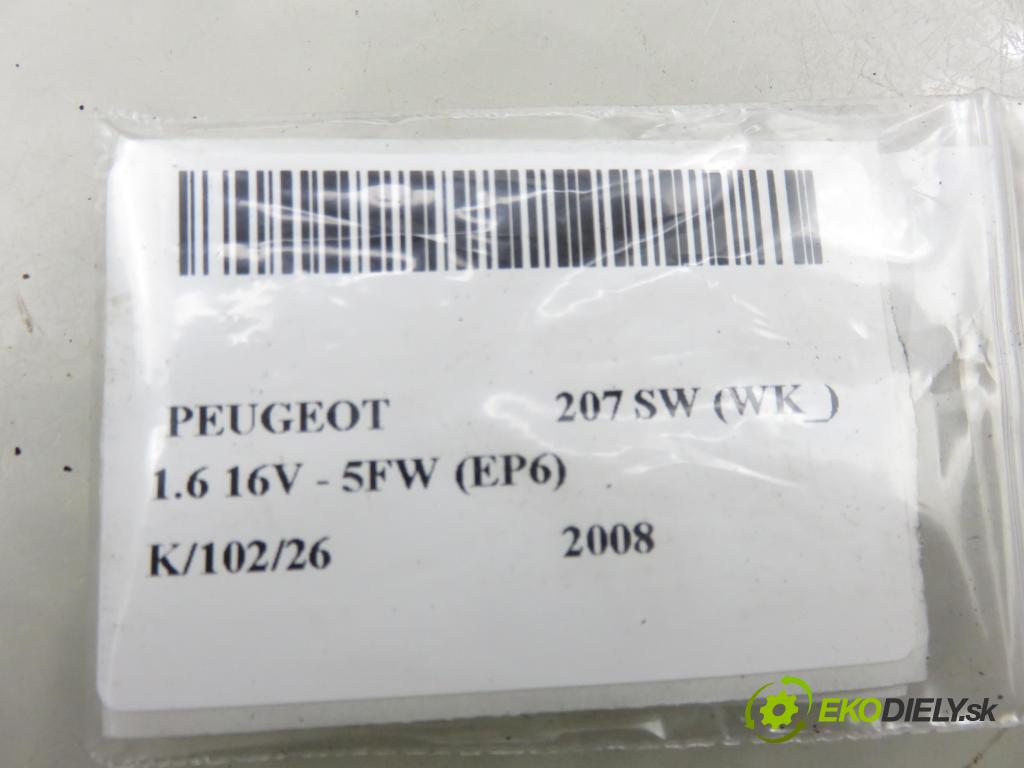 PEUGEOT 207 SW (WK_)
1.6 16V - 5FW (EP6)
K/102/26 2008
EKODIELY.sk